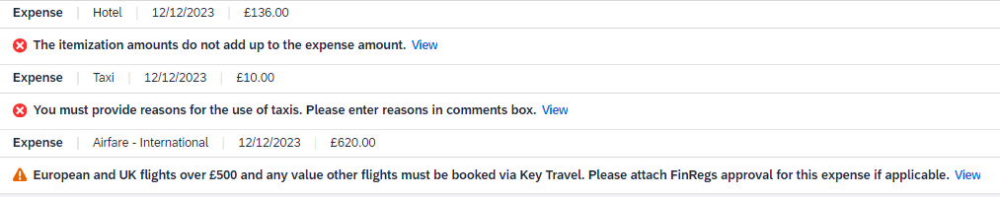 Expense | Hotel | 12/12/2023 | £136.00
The itemization amounts do not add up to the expense amount. View
Expense | Taxi | 12/12/2023 | £10.00
You must provide reasons for the use of taxis. Please enter reasons in comments box. View
Expense | Airfare - International | 12/12/2023 | £620.00
European and UK flights over £500 and any value other flights must be booked via Key Travel. Please attach FinRegs approval for this expense if applicable. View